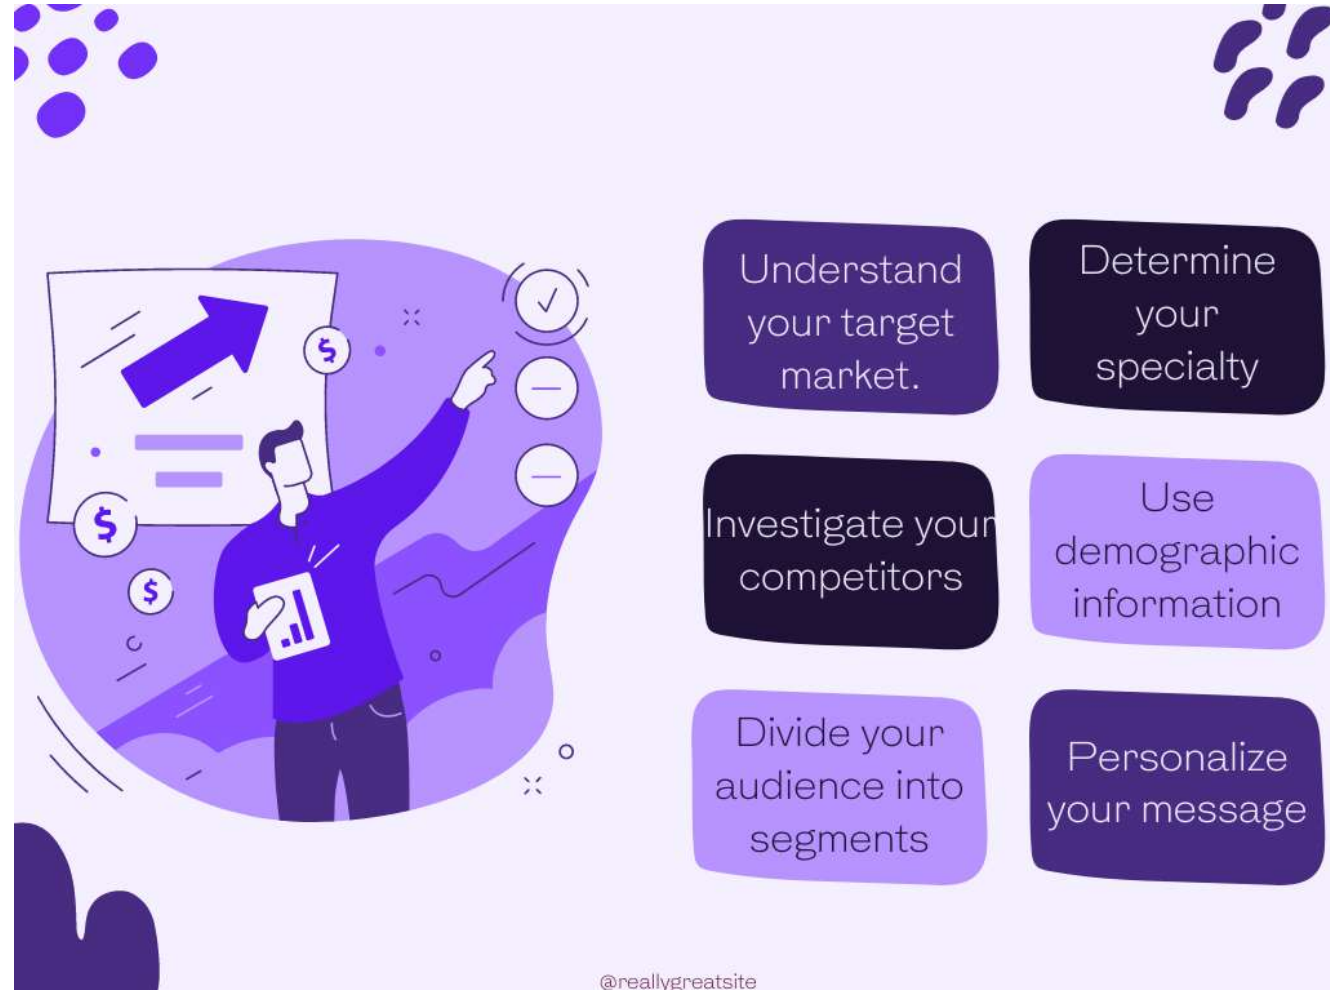 Understand
your target
market.
Determine
your
specialty
Investigate your
competitors
Use
demographic
information
Divide your
audience into
segments
Personalize
your message
$
$
$
@reallygreatsite